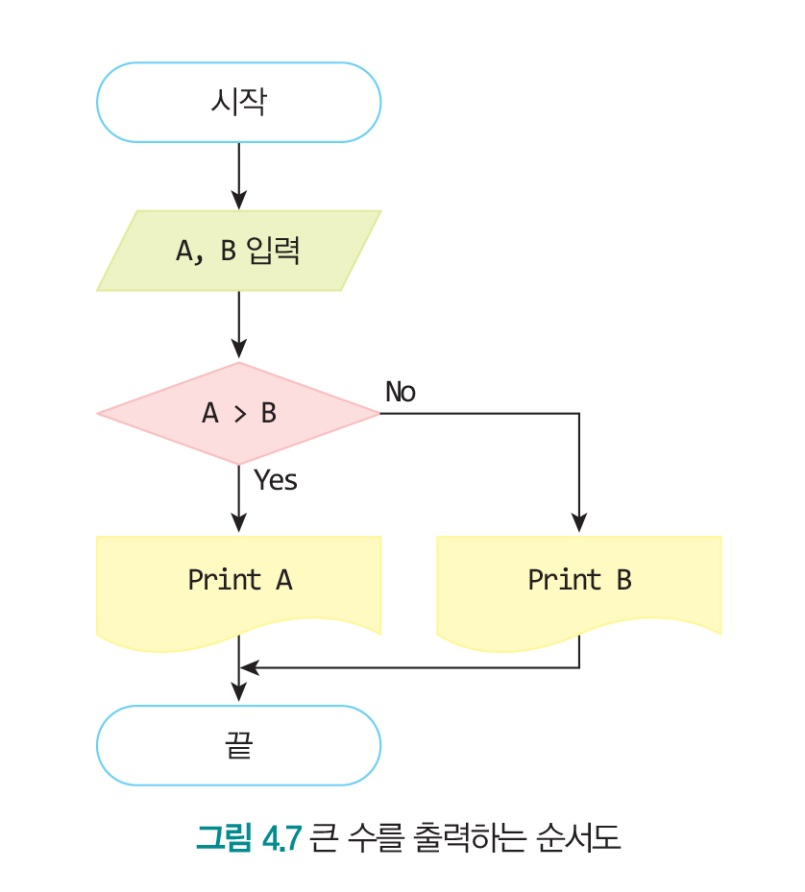 시작
A, B 입력
A > B
No
Yes
Print A
Print B
끝
그림 4.7 큰 수를 출력하는 순서도